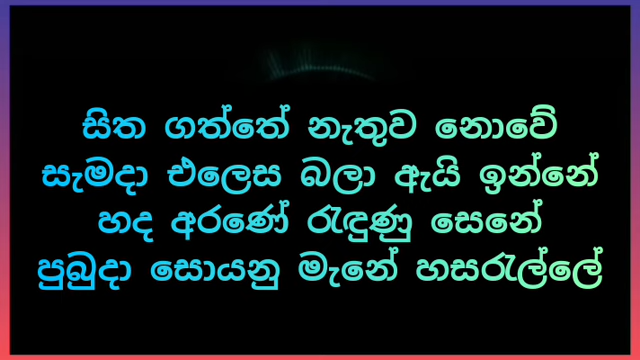 සිත ගත්තේ නැතුව නොවේ
සැමදා එලෙස බලා ඇයි ඉන්නේ
හද අරණේ රැඳුණු සෙනේ
පුබුදා සොයනු මැනේ හසරැල්ලේ